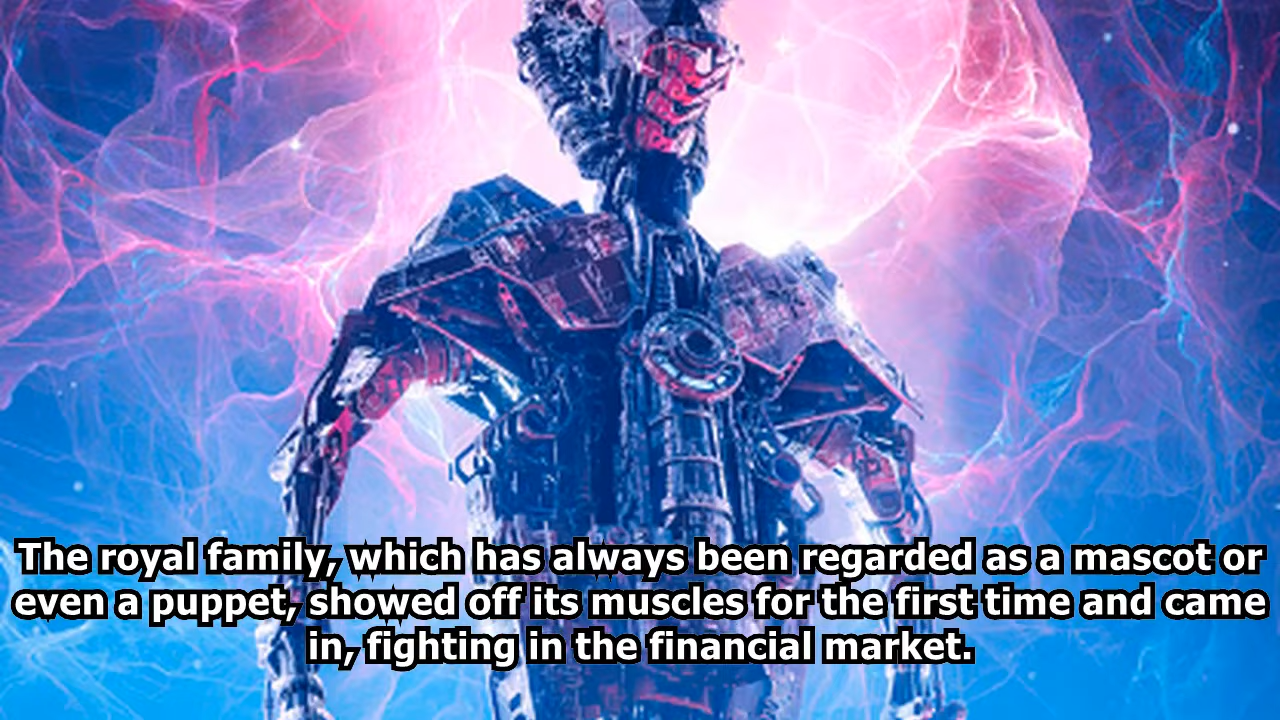 The royal family, which has always been regarded as a mascot or
even a puppet, showed off its muscles for the first time and came
in, fighting in the financial market.